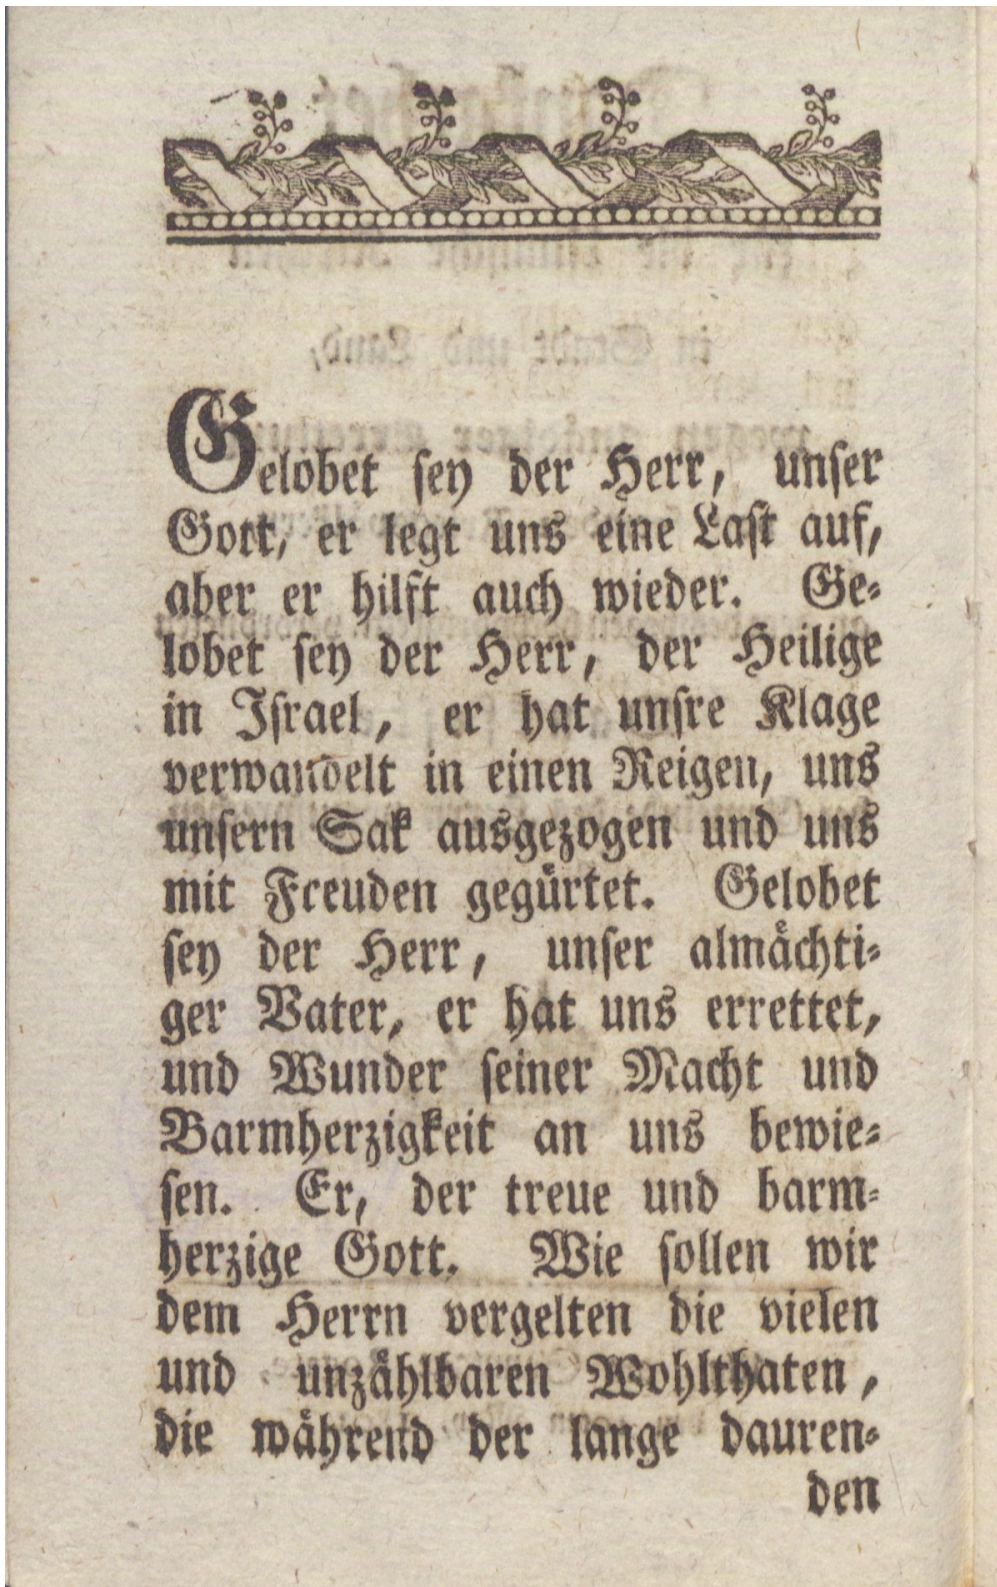 Gelobet sey der Herr, unser
Gott, er legt uns eine Last auf,
aber er hilft auch wieder. Ge-
lobet sey der Herr, der Heilige
in Israel, er hat unsre Klage
verwandelt in einen Reigen, uns
unsern Sak ausgezogen und uns
mit Freuden gegürtet. Gelobet
sey der Herr, unser almächti-
ger Vater, er hat uns errettet,
und Wunder seiner Macht und
Barmherzigkeit an uns bewie-
sen. Er, der treue und barm-
herzige Gott. Wie sollen wir
dem Herrn vergelten die vielen
und unzählbaren Wohlthaten,
die während der lange dauren-
den